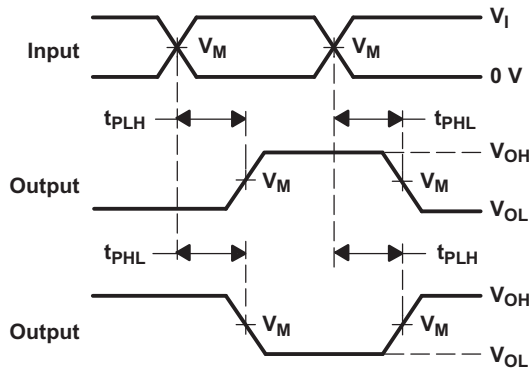 V_I
Input V_M V_M
0 V
t_PLH t_PHL
V_OH
Output V_M V_M
V_OL
t_PHL t_PLH
V_OH
Output V_M V_M
V_OL